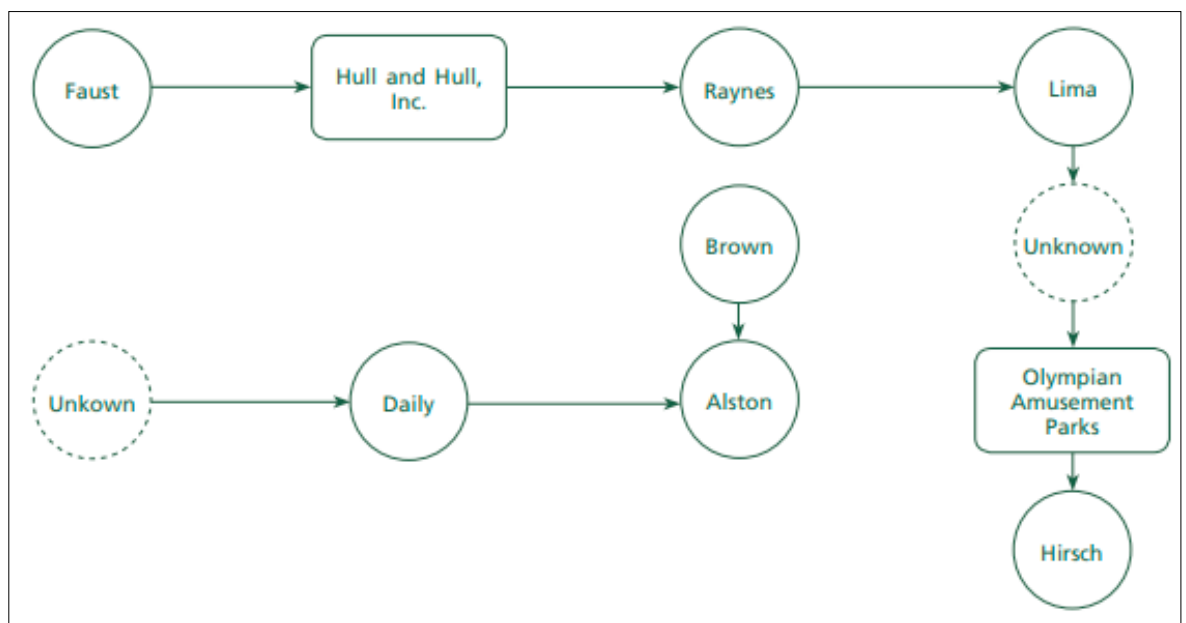 Faust
Hull and Hull,
Inc.
Raynes
Lima
Brown
Unknown
Unkown
Daily
Alston
Olympian
Amusement
Parks
Hirsch